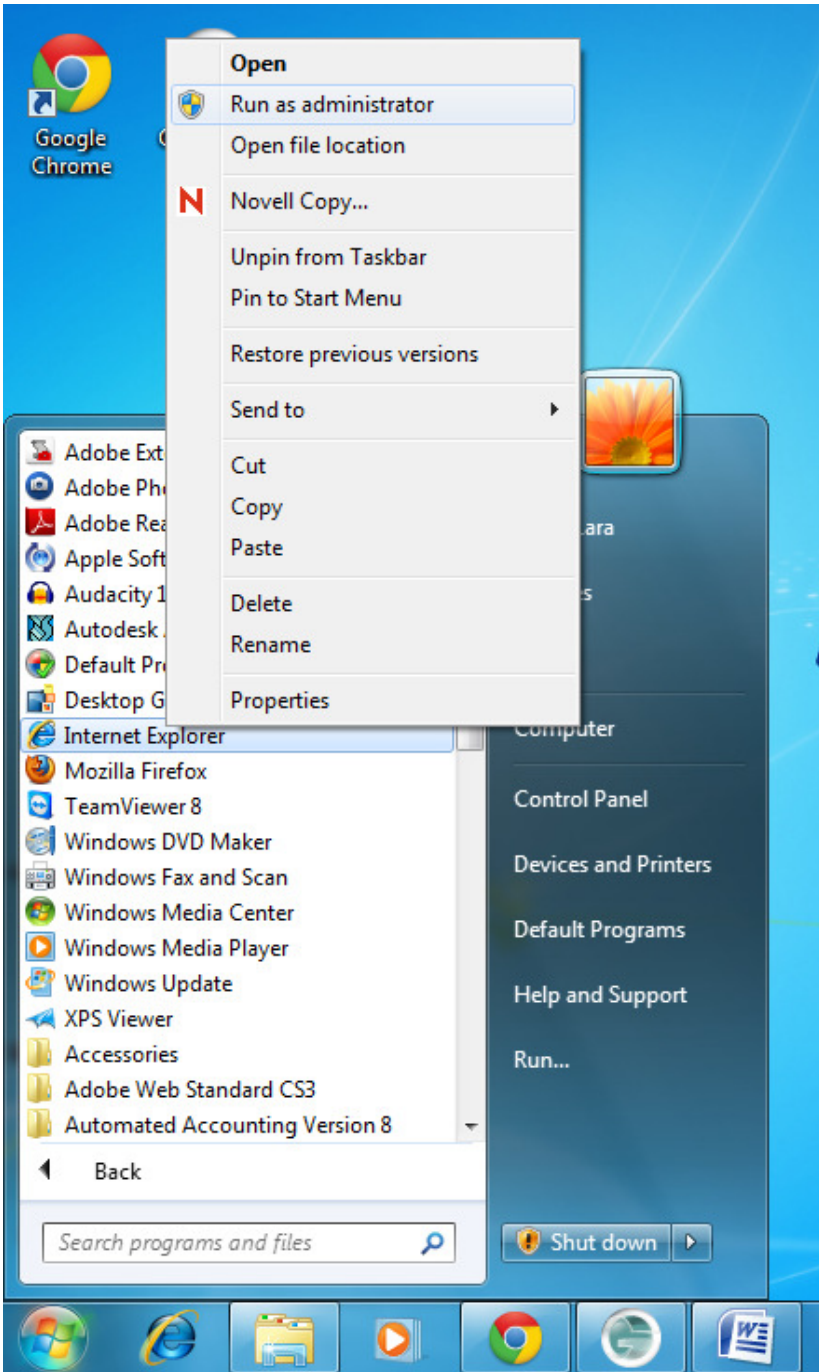 Google
Chrome
Open
Run as administrator
Open file location
N Novell Copy...
Unpin from Taskbar
Pin to Start Menu
Restore previous versions
Send to
Cut
Copy
Paste
Delete
Rename
Properties
Adobe Ext
Adobe Pho
Adobe Rea
Apple Soft
Audacity 1
Autodesk
Default Pro
Desktop G
Internet Explorer
Mozilla Firefox
TeamViewer 8
Windows DVD Maker
Windows Fax and Scan
Windows Media Center
Windows Media Player
Windows Update
XPS Viewer
Accessories
Adobe Web Standard CS3
Automated Accounting Version 8
Back
Search programs and files
ara
s
Computer
Control Panel
Devices and Printers
Default Programs
Help and Support
Run...
Shut down
W